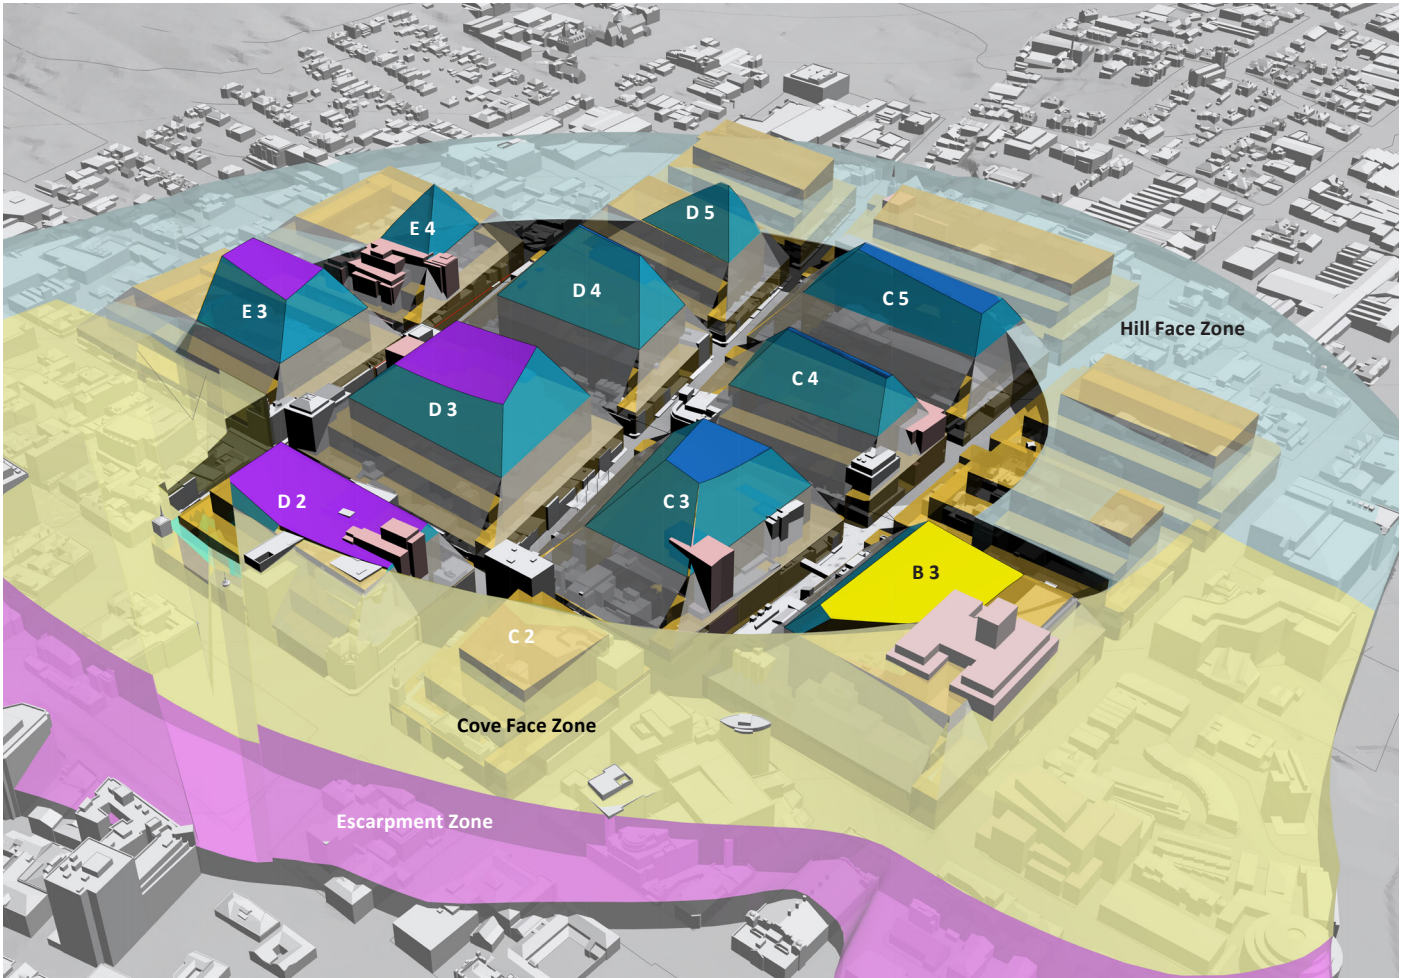 E 4
D 5
D 4
C 5
E 3
Hill Face Zone
C 4
D 3
D 2
C 3
B 3
C 2
Cove Face Zone
Escarpment Zone